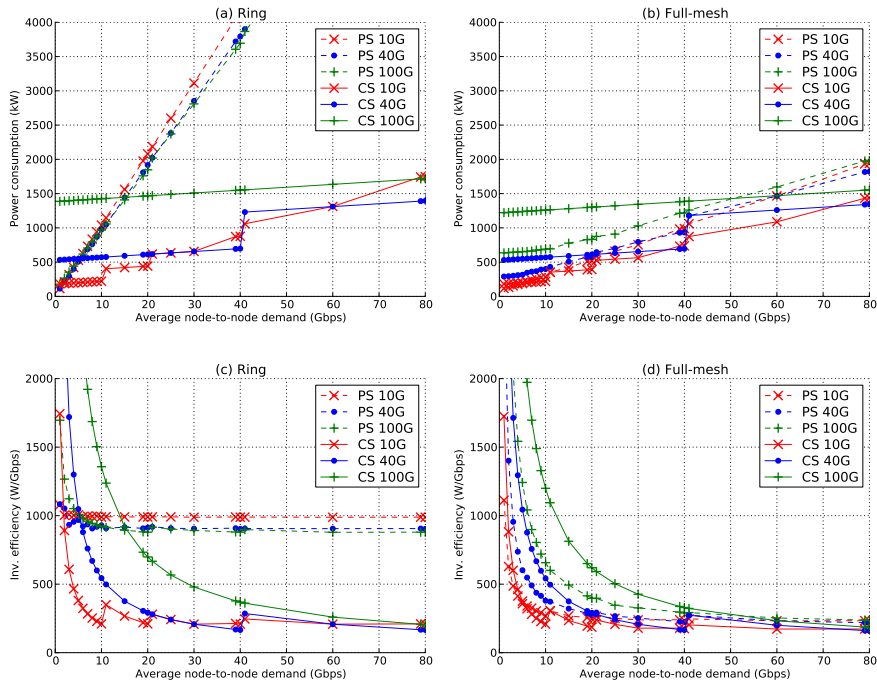 (a) Ring
Power consumption (kW)
4000
3500
3000
2500
2000
1500
1000
500
0
0 10 20 30 40 50 60 70 80
Average node-to-node demand (Gbps)
PS 10G
PS 40G
PS 100G
CS 10G
CS 40G
CS 100G
(b) Full-mesh
Power consumption (kW)
4000
3500
3000
2500
2000
1500
1000
500
0
0 10 20 30 40 50 60 70 80
Average node-to-node demand (Gbps)
PS 10G
PS 40G
PS 100G
CS 10G
CS 40G
CS 100G
(c) Ring
Inv. efficiency (W/Gbps)
2000
1500
1000
500
0
0 10 20 30 40 50 60 70 80
Average node-to-node demand (Gbps)
PS 10G
PS 40G
PS 100G
CS 10G
CS 40G
CS 100G
(d) Full-mesh
Inv. efficiency (W/Gbps)
2000
1500
1000
500
0
0 10 20 30 40 50 60 70 80
Average node-to-node demand (Gbps)
PS 10G
PS 40G
PS 100G
CS 10G
CS 40G
CS 100G